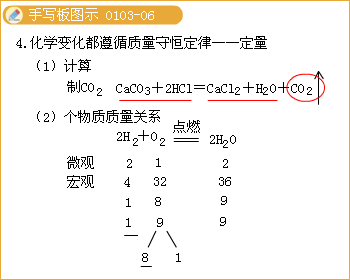 手写板图示 0103-06
4.化学变化都遵循质量守恒定律——定量
(1) 计算
制CO₂ CaCO₃+2HCl=CaCl₂+H₂O+CO₂↑
(2) 个物质质量关系
2H₂+O₂ 点燃 2H₂O
微观 2 1 2
宏观 4 32 36
1 8 9
1 9 9
8 1